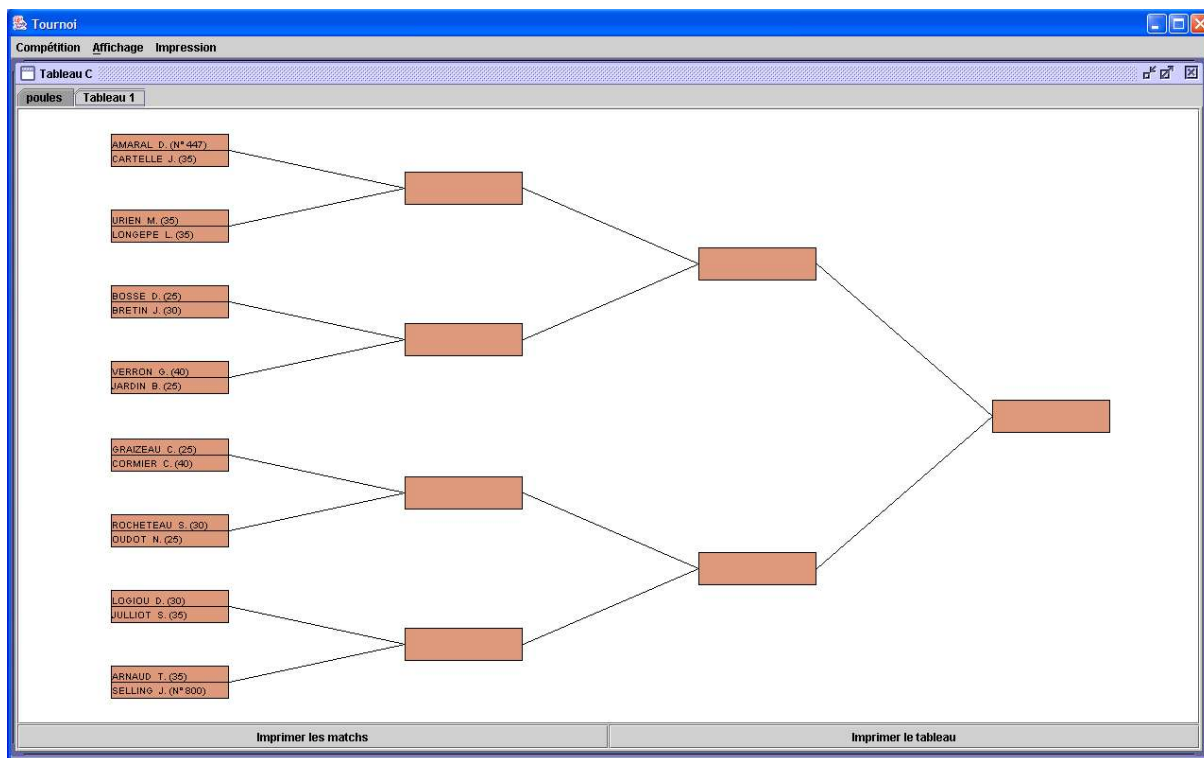 Tournoi
Compétition Affichage Impression
Tableau C
poules Tableau 1
AMARAL D. (N°447)
CARTELLE J. (35)
URIEN M. (35)
LONGEPE L. (35)
BOSSE D. (25)
BRETIN J. (30)
VERRON G. (40)
JARDIN B. (25)
GRAIZEAU C. (25)
CORMIER C. (40)
ROCHETEAU S. (30)
OUDOT N. (25)
LOGIOU D. (30)
JULLIOT S. (35)
ARNAUD T. (35)
SELLING J. (N°800)
Imprimer les matchs Imprimer le tableau